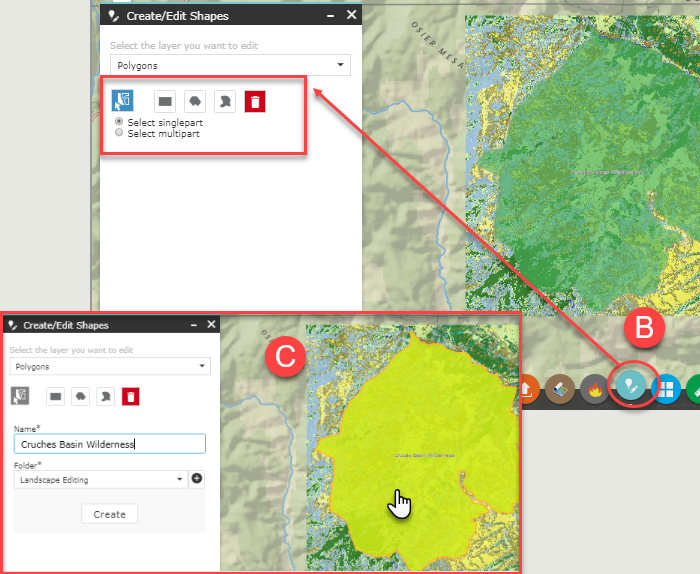 Create/Edit Shapes
Select the layer you want to edit
Polygons
Select singlepart
Select multipart
OSIER MESA
B
Create/Edit Shapes
Select the layer you want to edit
Polygons
Name*
Cruches Basin Wilderness
Folder*
Landscape Editing
Create
C
OS
Cruches Basin Wilderness